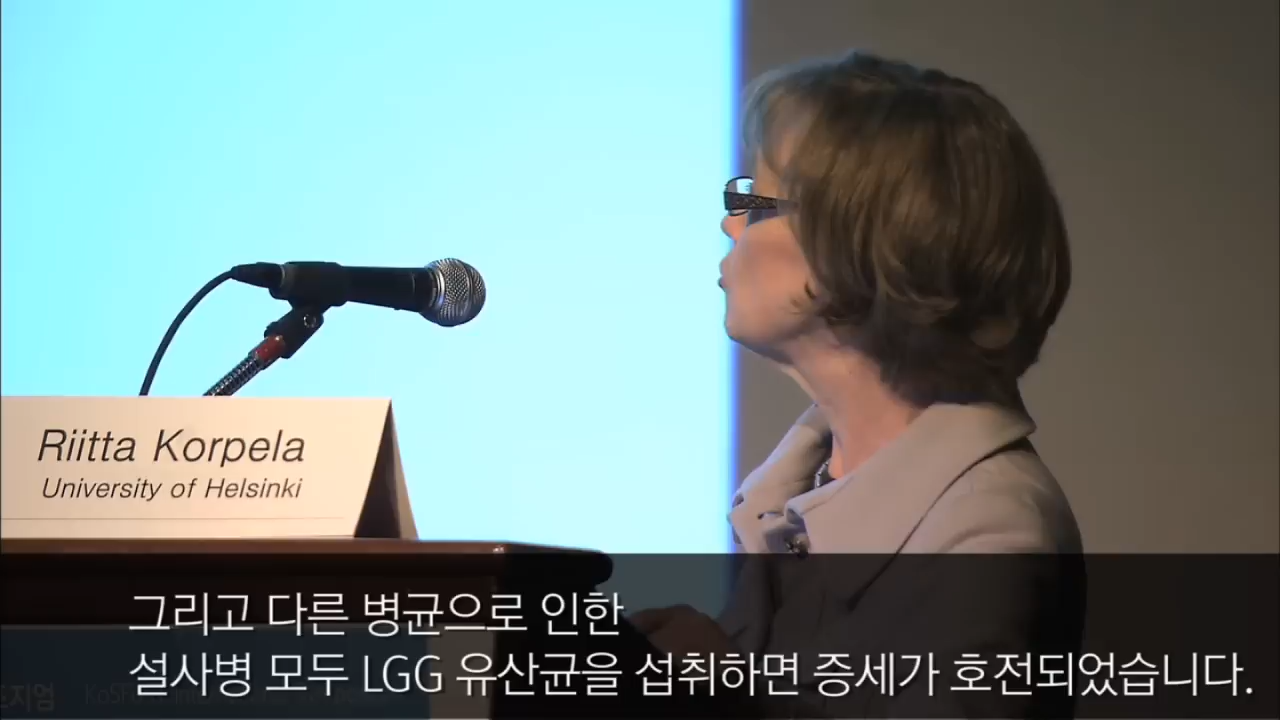 Riitta Korpela
University of Helsinki
그리고 다른 병균으로 인한
설사병 모두 LGG 유산균을 섭취하면 증세가 호전되었습니다.
지엄